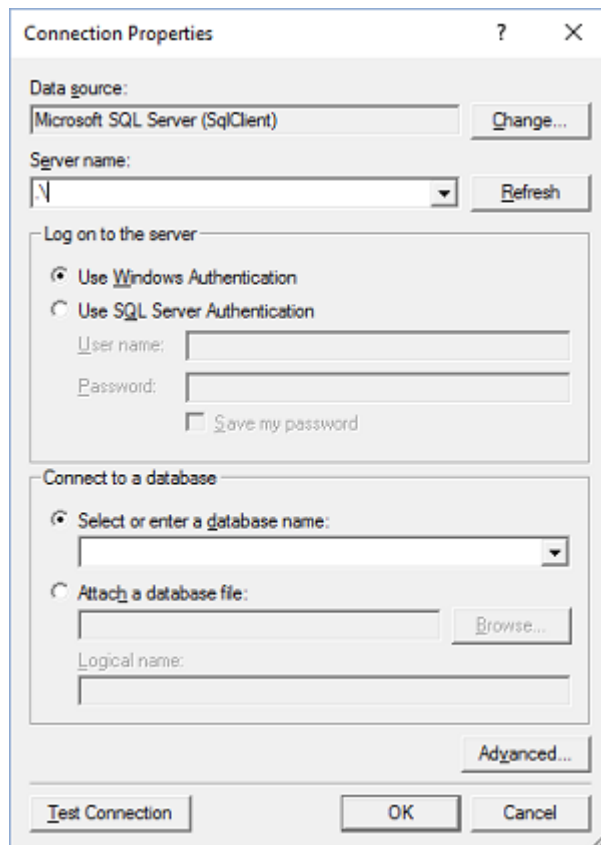 Connection Properties ? ×
Data source:
Microsoft SQL Server (SqlClient) Change...
Server name:
.\ Refresh
Log on to the server
Use Windows Authentication
Use SQL Server Authentication
User name:
Password:
Save my password
Connect to a database
Select or enter a database name:
Attach a database file:
Browse...
Logical name:
Advanced...
Test Connection OK Cancel